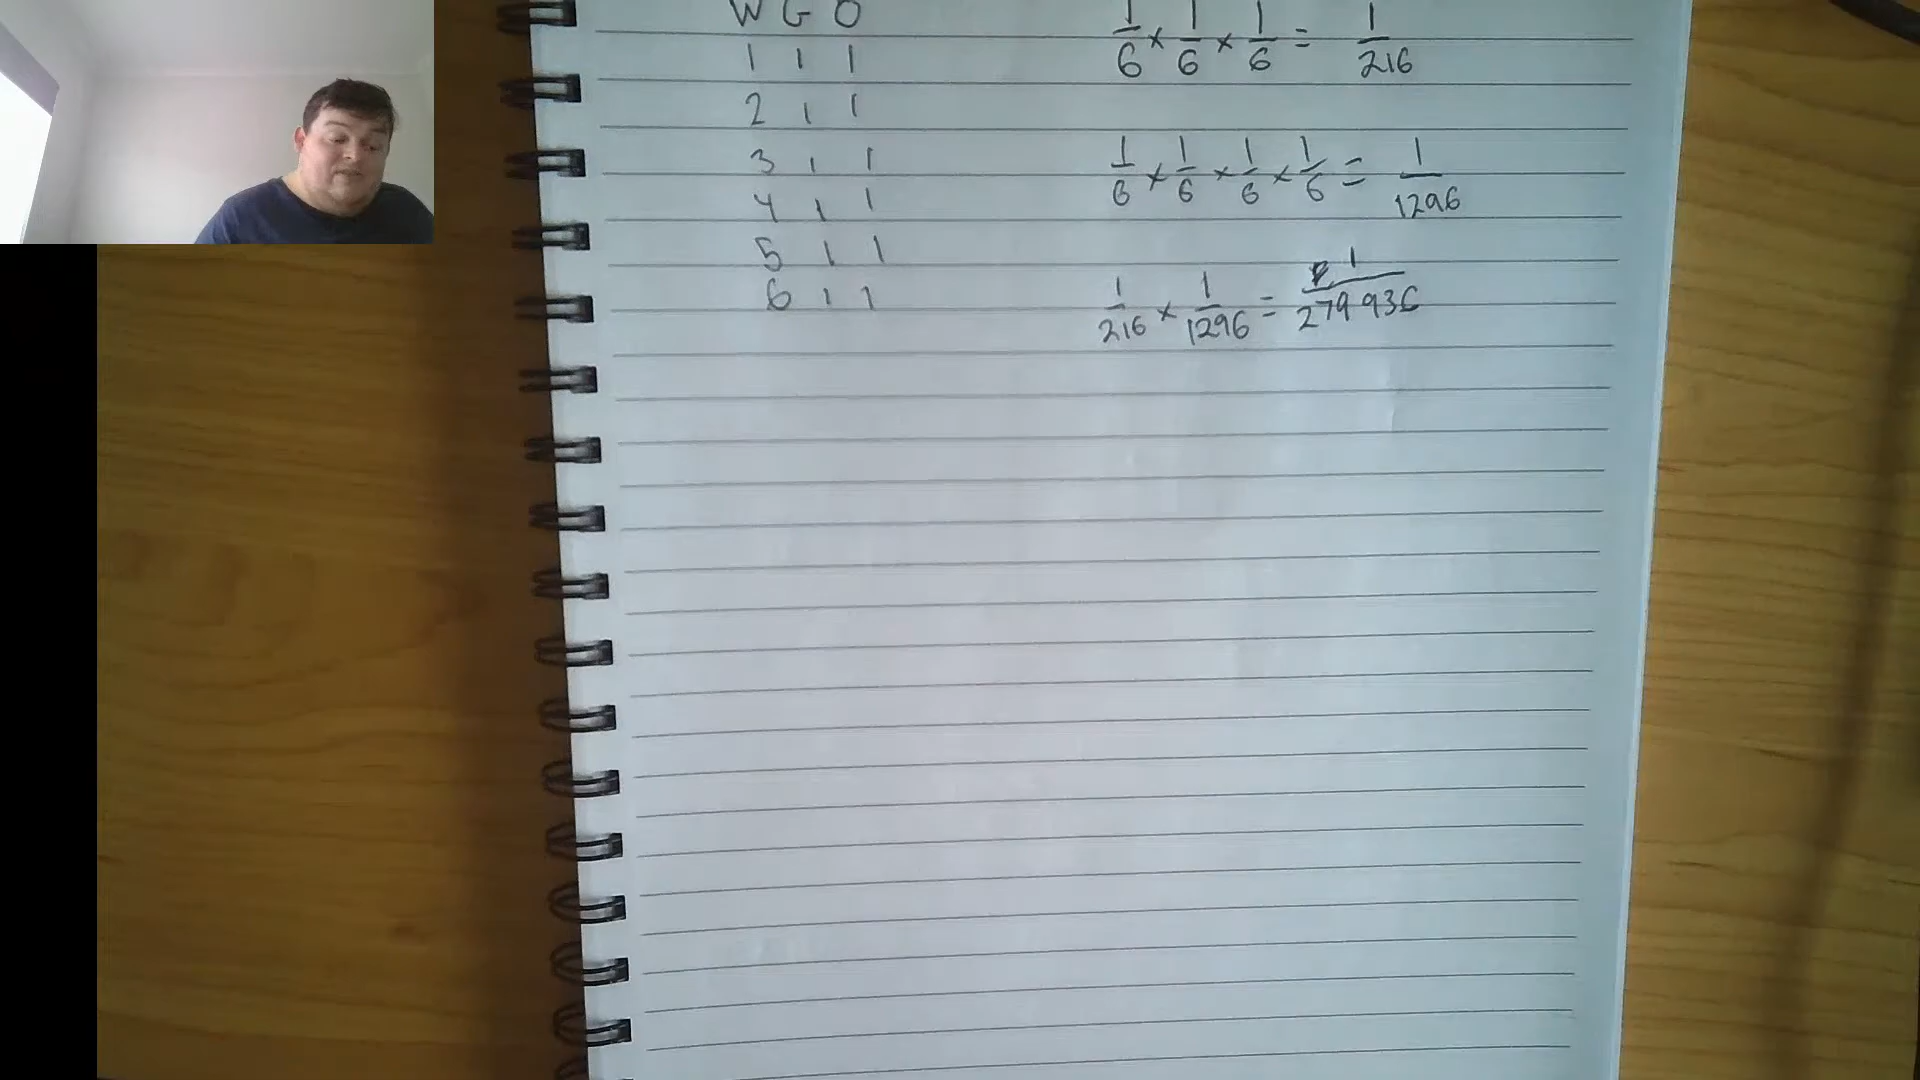 W G O
1 1 1
2 1 1
3 1 1
4 1 1
5 1 1
6 1 1
1/6 × 1/6 × 1/6 = 1/216
1/6 × 1/6 × 1/6 × 1/6 = 1/1296
1/216 × 1/1296 = 1/279 936